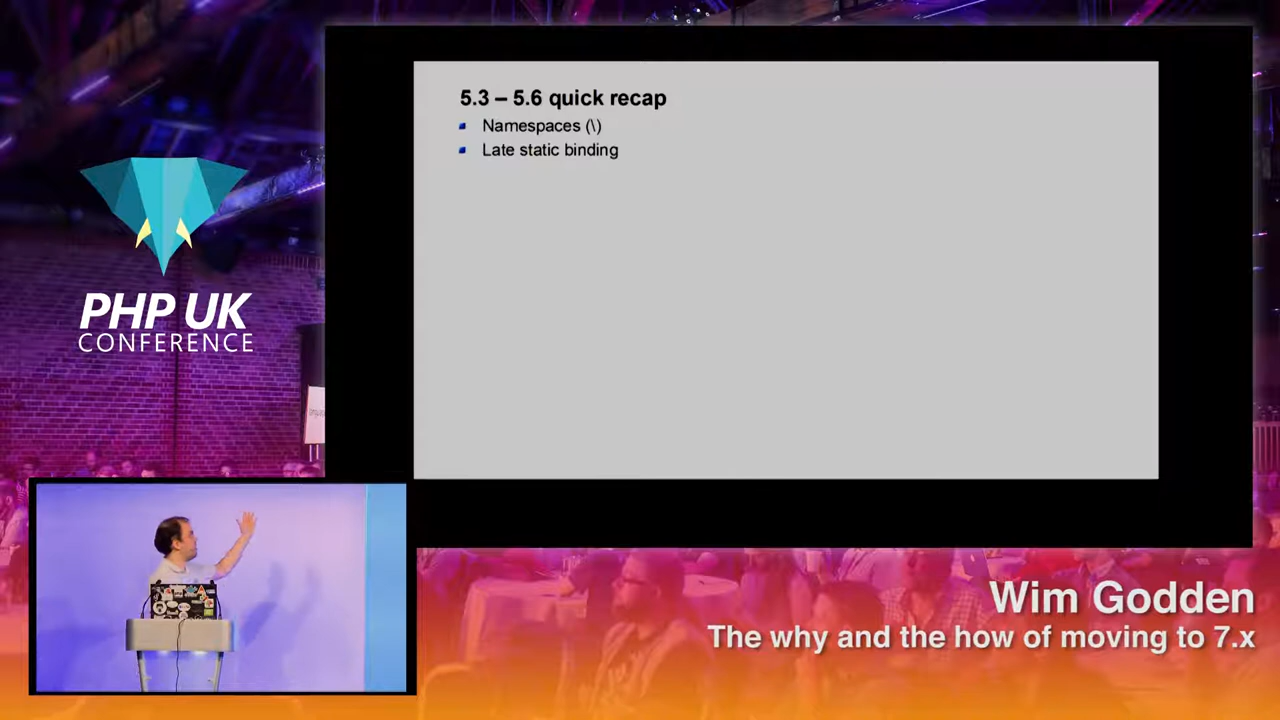 5.3 – 5.6 quick recap
Namespaces (\)
Late static binding
PHP UK
CONFERENCE
Wim Godden
The why and the how of moving to 7.x